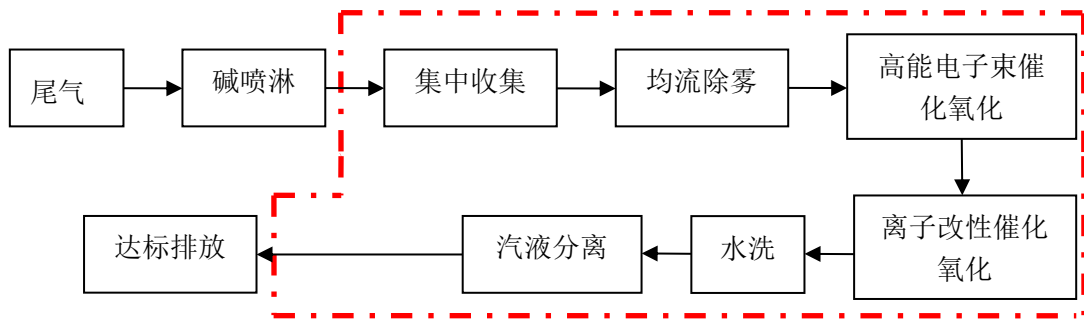 尾气
碱喷淋
集中收集
均流除雾
高能电子束催
化氧化
离子改性催化
氧化
水洗
汽液分离
达标排放